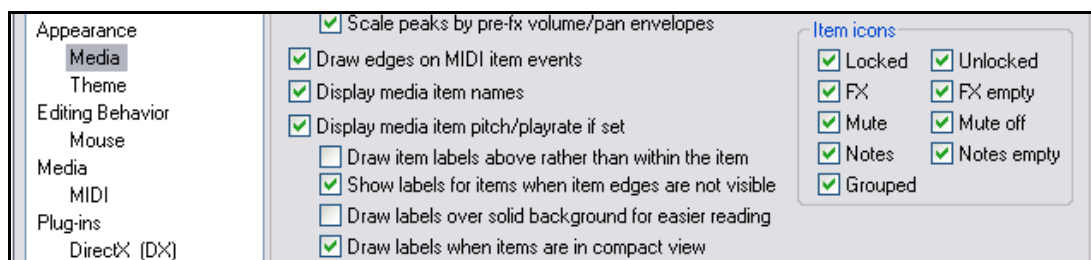 Appearance
Media
Theme
Editing Behavior
Mouse
Media
MIDI
Plug-ins
DirectX (DX)
Scale peaks by pre-fx volume/pan envelopes
Draw edges on MIDI item events
Display media item names
Display media item pitch/playrate if set
Draw item labels above rather than within the item
Show labels for items when item edges are not visible
Draw labels over solid background for easier reading
Draw labels when items are in compact view
Item icons
Locked Unlocked
FX FX empty
Mute Mute off
Notes Notes empty
Grouped